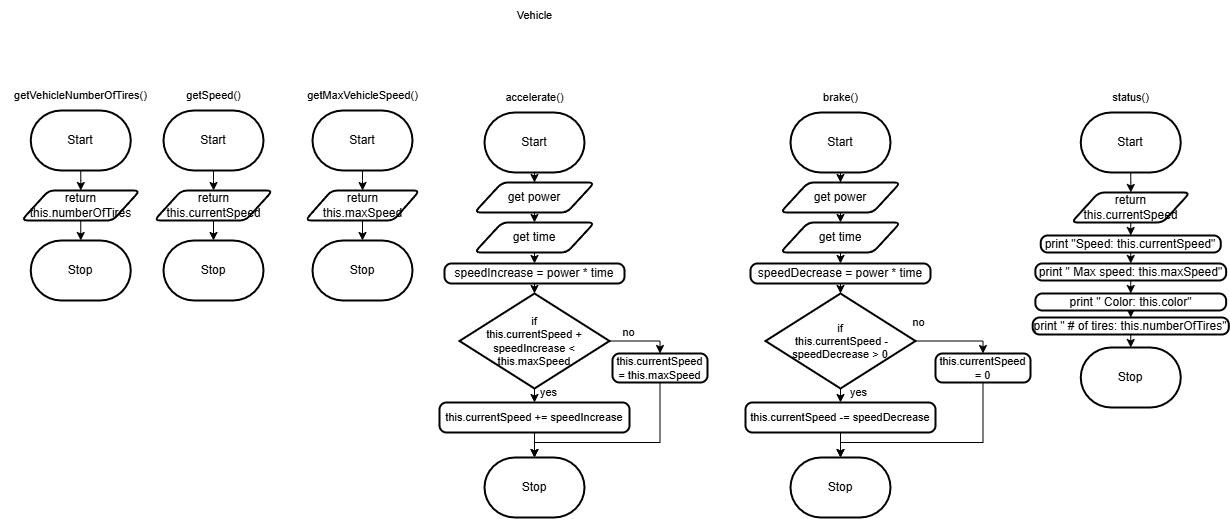 Vehicle
getVehicleNumberOfTires()
Start
return
this.numberOfTires
Stop
getSpeed()
Start
return
this.currentSpeed
Stop
getMaxVehicleSpeed()
Start
return
this.maxSpeed
Stop
accelerate()
Start
get power
get time
speedIncrease = power * time
if
this.currentSpeed +
speedIncrease <
this.maxSpeed
no
this.currentSpeed
= this.maxSpeed
yes
this.currentSpeed += speedIncrease
Stop
brake()
Start
get power
get time
speedDecrease = power * time
if
this.currentSpeed -
speedDecrease > 0
no
this.currentSpeed
= 0
yes
this.currentSpeed -= speedDecrease
Stop
status()
Start
return
this.currentSpeed
print "Speed: this.currentSpeed"
print " Max speed: this.maxSpeed"
print " Color: this.color"
print " # of tires: this.numberOfTires"
Stop